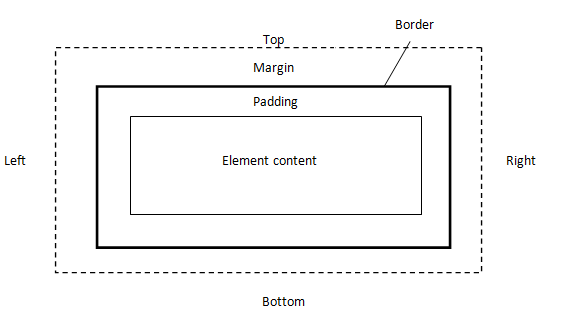 Border
Top
Margin
Padding
Left
Element content
Right
Bottom